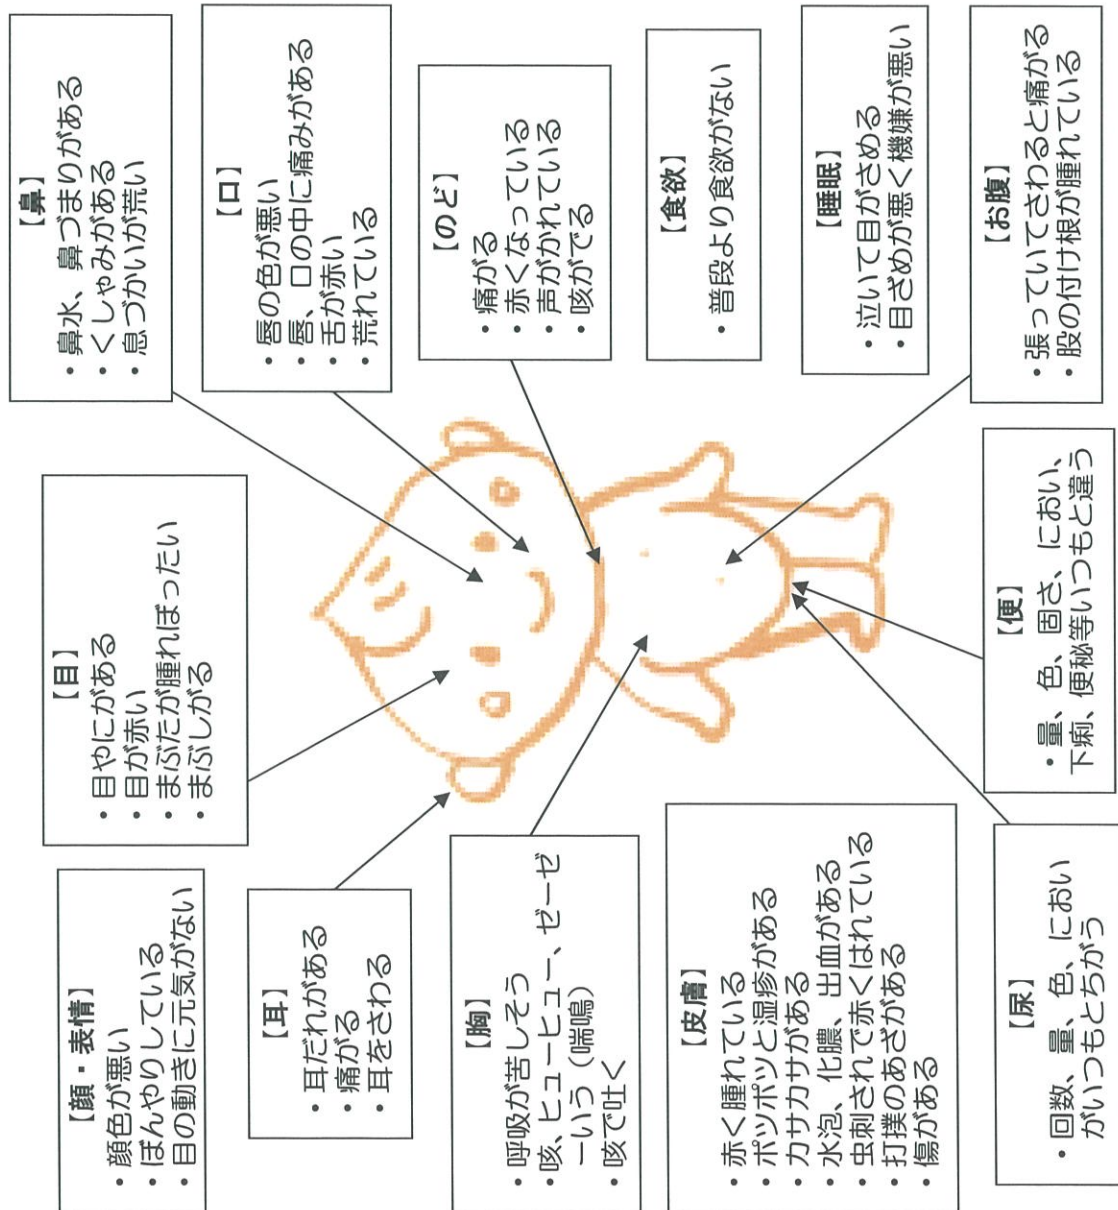 【顔・表情】
・顔色が悪い
・ぼんやりしている
・目の動きに元気がない
【目】
・目やにがある
・目が赤い
・まぶたが腫れぼったい
・まぶしがる
【鼻】
・鼻水、鼻づまりがある
・くしゃみがある
・息づかいが荒い
【耳】
・耳だれがある
・痛がる
・耳をさわる
【口】
・唇の色が悪い
・唇、口の中に痛みがある
・舌が赤い
・荒れている
【胸】
・呼吸が苦しそう
・咳、ヒューヒュー、ゼーゼ
ーいう（喘鳴）
・咳で吐く
【のど】
・痛がる
・赤くなっている
・声がかれている
・咳がでる
【皮膚】
・赤く腫れている
・ポツポツと湿疹がある
・カサカサがある
・水泡、化膿、出血がある
・虫刺されで赤くはれている
・打撲のあざがある
・傷がある
【食欲】
・普段より食欲がない
【睡眠】
・泣いて目がさめる
・目ざめが悪く機嫌が悪い
【尿】
・回数、量、色、におい
がいつもとちがう
【便】
・量、色、固さ、におい、
下痢、便秘等いつもと違う
【お腹】
・張っていてさわると痛がる
・股の付け根が腫れている